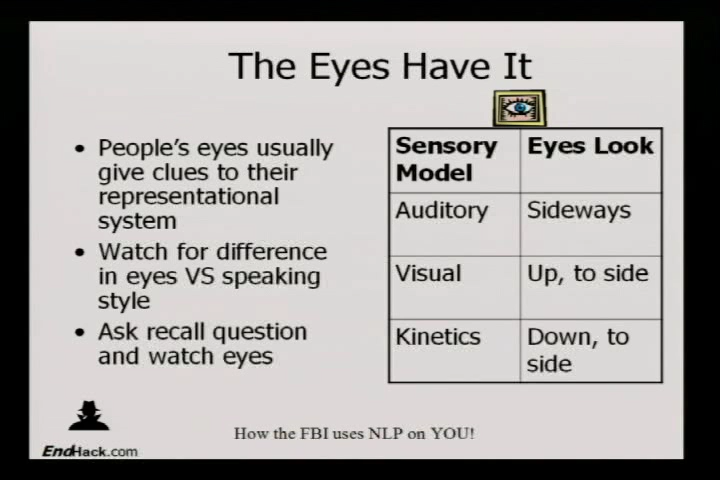 The Eyes Have It
• People's eyes usually
give clues to their
representational
system
• Watch for difference
in eyes VS speaking
style
• Ask recall question
and watch eyes
Sensory Model Eyes Look
Auditory Sideways
Visual Up, to side
Kinetics Down, to side
How the FBI uses NLP on YOU!
EndHack.com